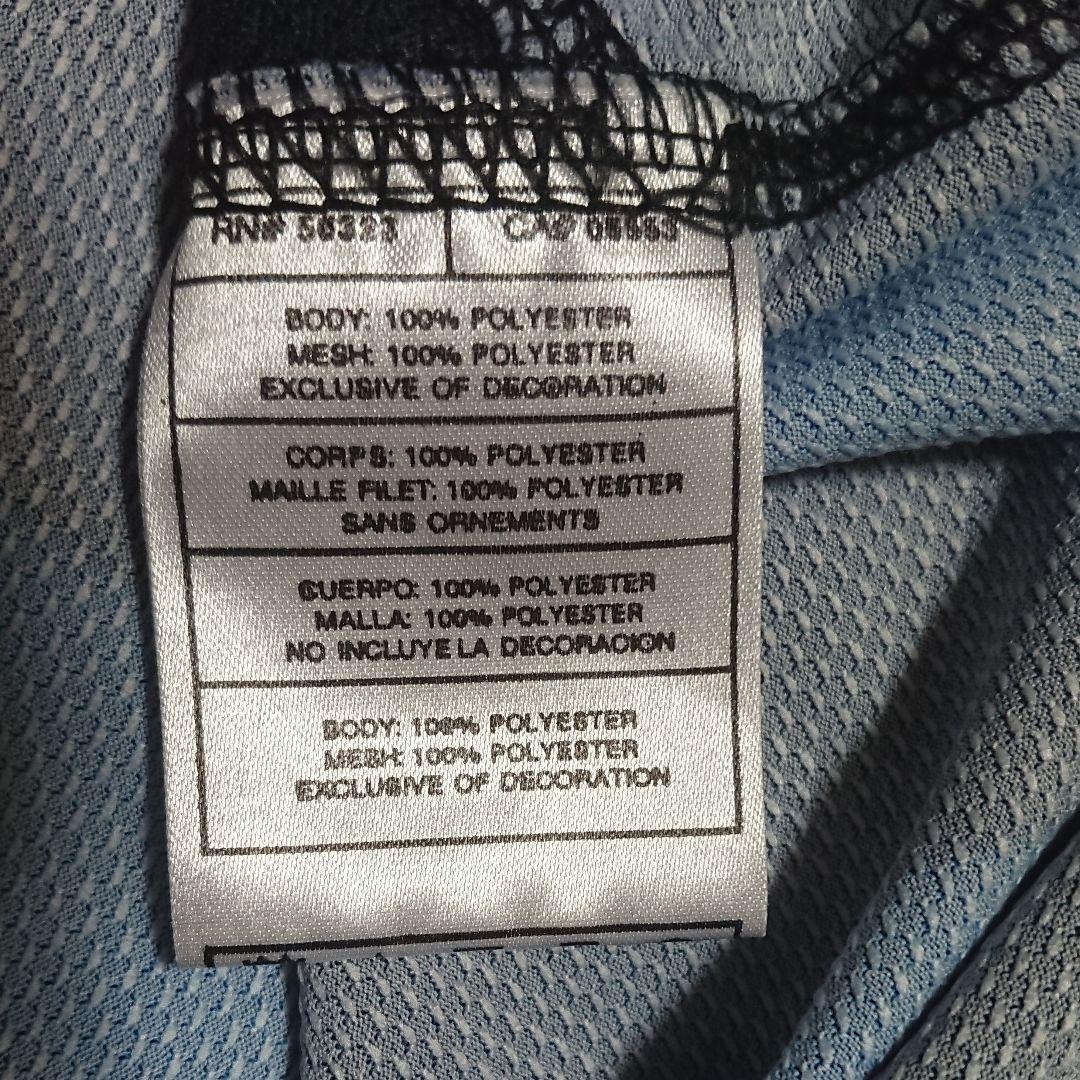 RN# 56323 CA# 05553
BODY: 100% POLYESTER
MESH: 100% POLYESTER
EXCLUSIVE OF DECORATION
CORPS: 100% POLYESTER
MAILLE FILET: 100% POLYESTER
SANS ORNEMENTS
CUERPO: 100% POLYESTER
MALLA: 100% POLYESTER
NO INCLUYE LA DECORACION
BODY: 100% POLYESTER
MESH: 100% POLYESTER
EXCLUSIVE OF DECORATION